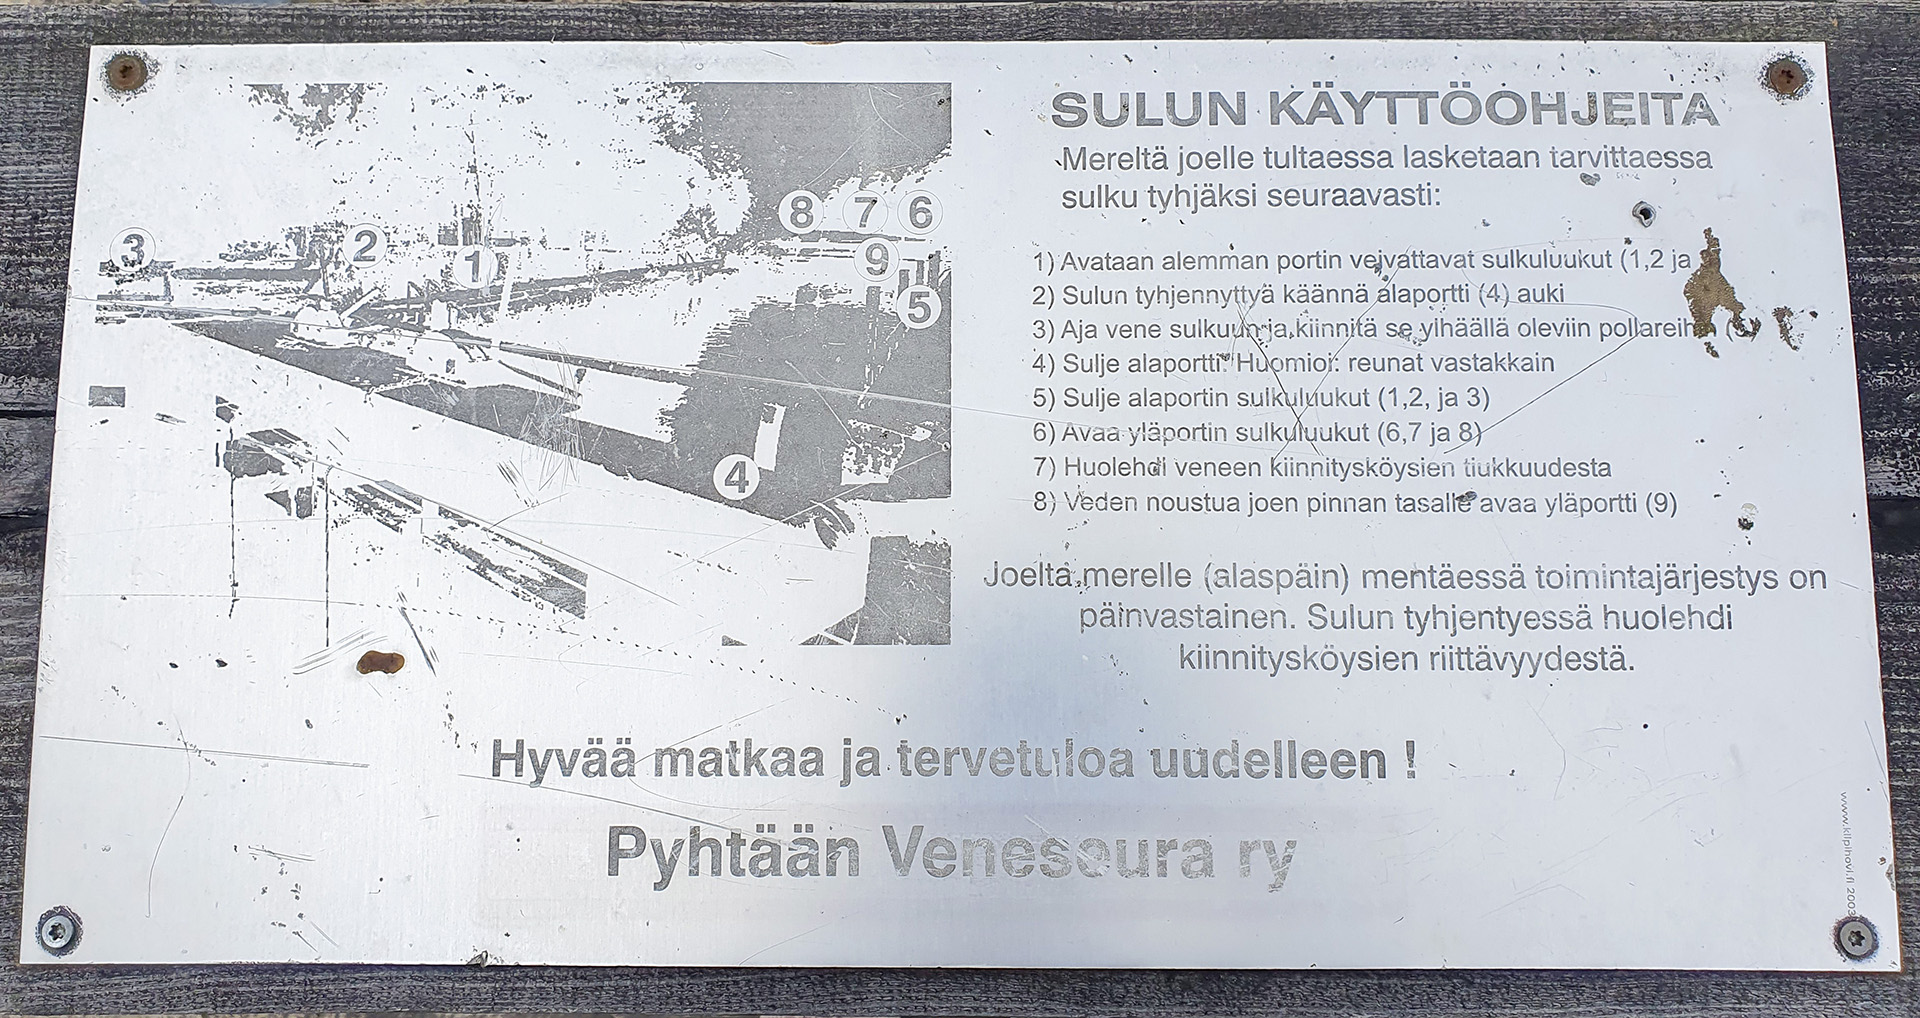 SULUN KÄYTTÖOHJEITA
Mereltä joelle tultaessa lasketaan tarvittaessa
sulku tyhjäksi seuraavasti:
1) Avataan alemman portin veivattavat sulkuluukut (1,2 ja
2) Sulun tyhjennyttyä käännä alaportti (4) auki
3) Aja vene sulkuun ja kiinnitä se ylhäällä oleviin pollareihin (
4) Sulje alaportti. Huomioi: reunat vastakkain
5) Sulje alaportin sulkuluukut (1,2, ja 3)
6) Avaa yläportin sulkuluukut (6,7 ja 8)
7) Huolehdi veneen kiinnitysköysien tiukkuudesta
8) Veden noustua joen pinnan tasalle avaa yläportti (9)
Joelta merelle (alaspäin) mentäessä toimintajärjestys on
päinvastainen. Sulun tyhjentyessä huolehdi
kiinnitysköysien riittävyydestä.
8 7 6
3 2 1 9
5
4
Hyvää matkaa ja tervetuloa uudelleen !
Pyhtään Veneseura ry
www.kilpihovi.fi 2003